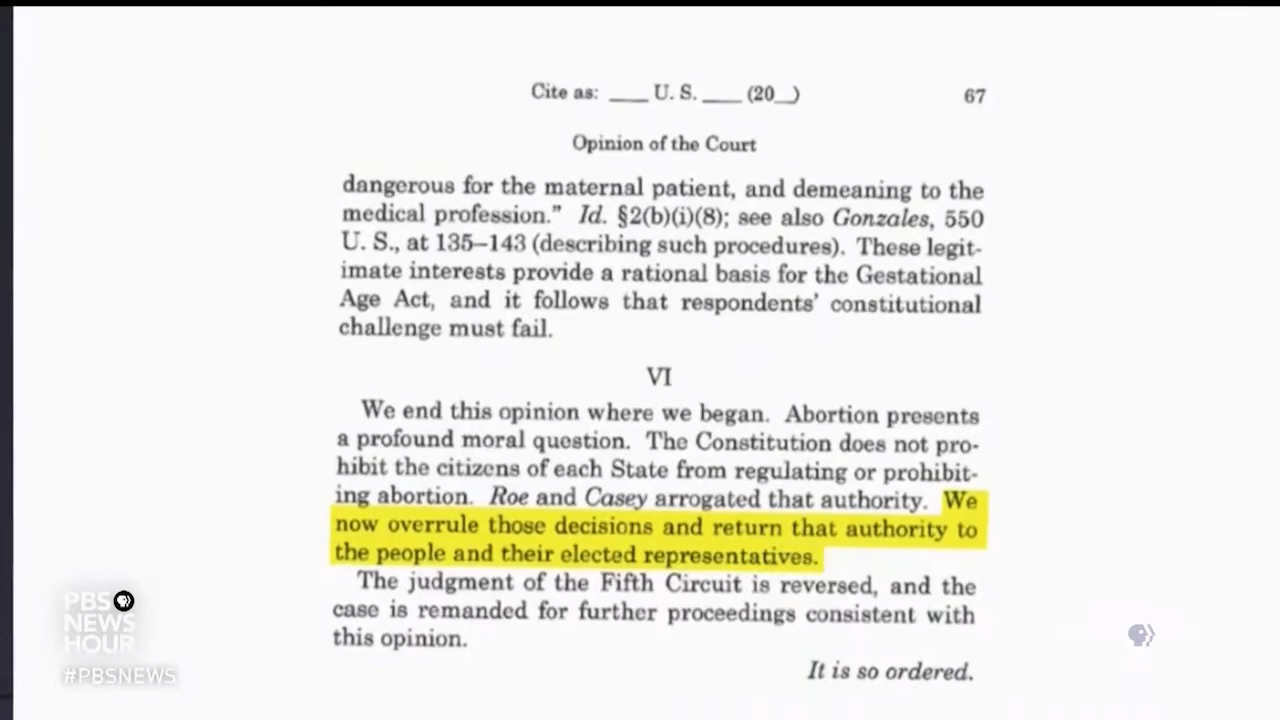 Cite as: ___ U. S. ___ (20_)
67
Opinion of the Court
dangerous for the maternal patient, and demeaning to the
medical profession.” Id. §2(b)(i)(8); see also Gonzales, 550
U. S., at 135–143 (describing such procedures). These legit-
imate interests provide a rational basis for the Gestational
Age Act, and it follows that respondents’ constitutional
challenge must fail.
VI
We end this opinion where we began. Abortion presents
a profound moral question. The Constitution does not pro-
hibit the citizens of each State from regulating or prohibit-
ing abortion. Roe and Casey arrogated that authority. We
now overrule those decisions and return that authority to
the people and their elected representatives.
The judgment of the Fifth Circuit is reversed, and the
case is remanded for further proceedings consistent with
this opinion.
It is so ordered.
PBS
NEWS
HOUR
#PBSNEWS